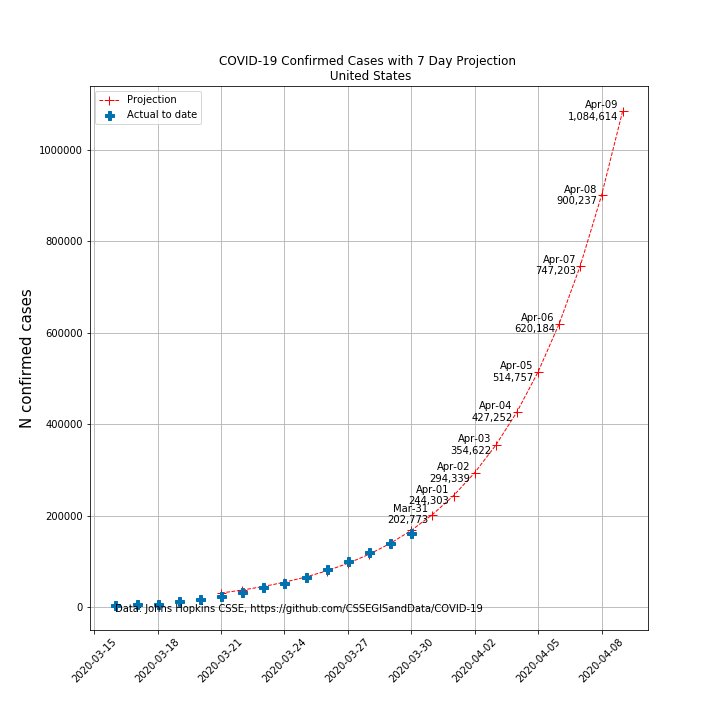 COVID-19 Confirmed Cases with 7 Day Projection
United States
Projection
Actual to date
N confirmed cases
1000000
800000
600000
400000
200000
0
Apr-09
1,084,614
Apr-08
900,237
Apr-07
747,203
Apr-06
620,184
Apr-05
514,757
Apr-04
427,252
Apr-03
354,622
Apr-02
294,339
Apr-01
244,303
Mar-31
202,773
Data: Johns Hopkins CSSE, https://github.com/CSSEGISandData/COVID-19
2020-03-15
2020-03-18
2020-03-21
2020-03-24
2020-03-27
2020-03-30
2020-04-02
2020-04-05
2020-04-08